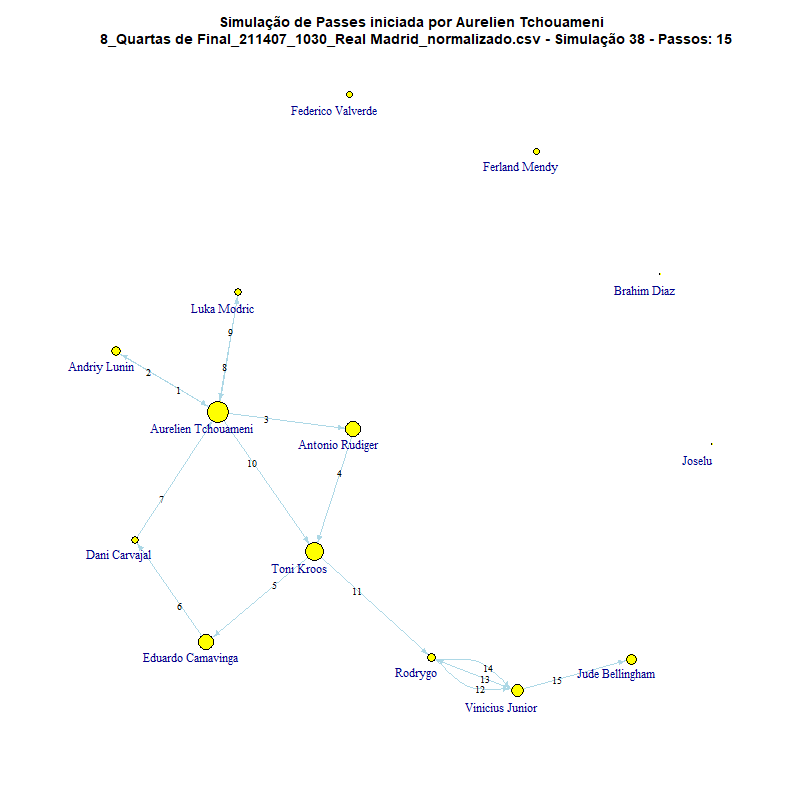 Simulação de Passes iniciada por Aurelien Tchouameni
8_Quartas de Final_211407_1030_Real Madrid_normalizado.csv - Simulação 38 - Passos: 15
Federico Valverde
Ferland Mendy
Brahim Diaz
Luka Modric
9
Andriy Lunin
2
8
1
3
Aurelien Tchouameni
Antonio Rudiger
10
4
Joselu
7
Dani Carvajal
Toni Kroos
5
11
6
Eduardo Camavinga
Rodrygo
14
13
12
15
Jude Bellingham
Vinicius Junior